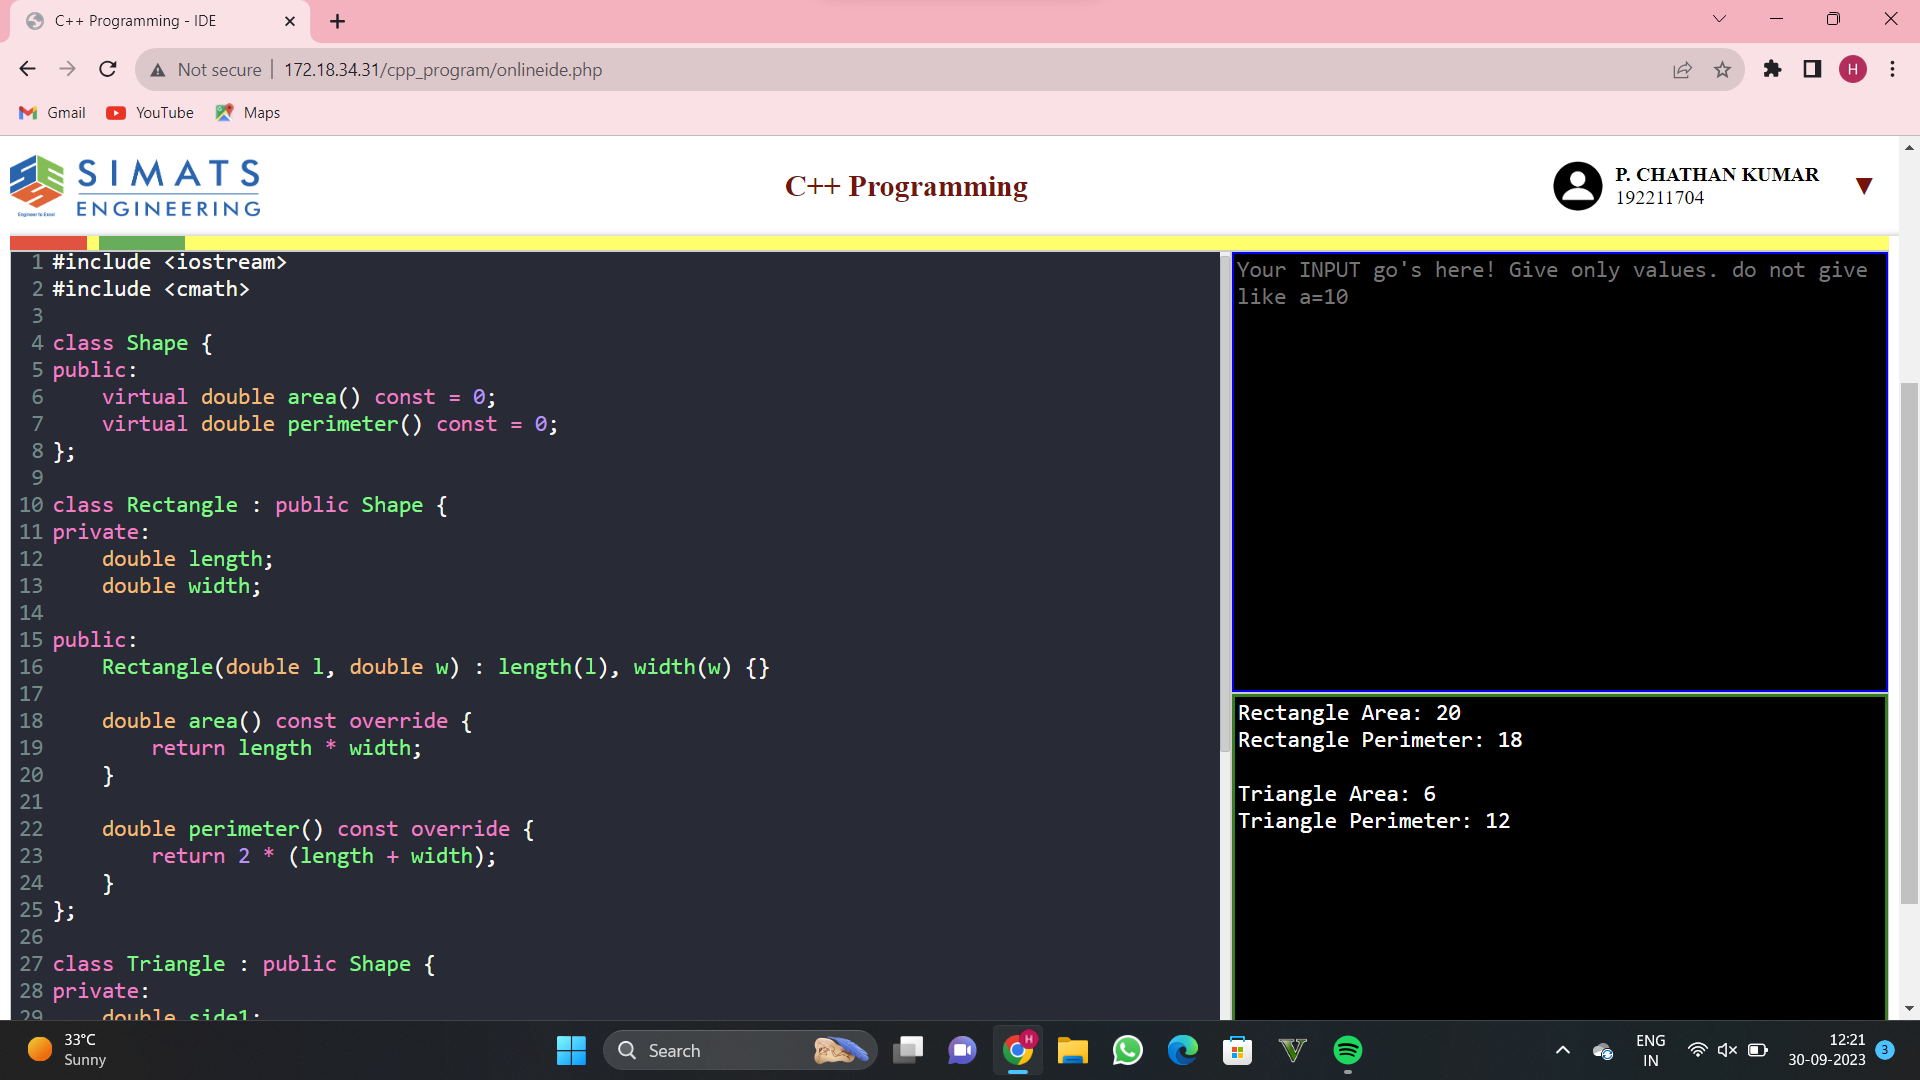 C++ Programming - IDE
Not secure | 172.18.34.31/cpp_program/onlineide.php
H
Gmail YouTube Maps
SIMATS
ENGINEERING
Engineer to Excel
C++ Programming
P. CHATHAN KUMAR
192211704
1 #include <iostream>
2 #include <cmath>
3
4 class Shape {
5 public:
6     virtual double area() const = 0;
7     virtual double perimeter() const = 0;
8 };
9
10 class Rectangle : public Shape {
11 private:
12     double length;
13     double width;
14
15 public:
16     Rectangle(double l, double w) : length(l), width(w) {}
17
18     double area() const override {
19         return length * width;
20     }
21
22     double perimeter() const override {
23         return 2 * (length + width);
24     }
25 };
26
27 class Triangle : public Shape {
28 private:
29     double side1;
Your INPUT go's here! Give only values. do not give
like a=10
Rectangle Area: 20
Rectangle Perimeter: 18
Triangle Area: 6
Triangle Perimeter: 12
33°C
Sunny
Search
H
ENG
IN
12:21
30-09-2023
3